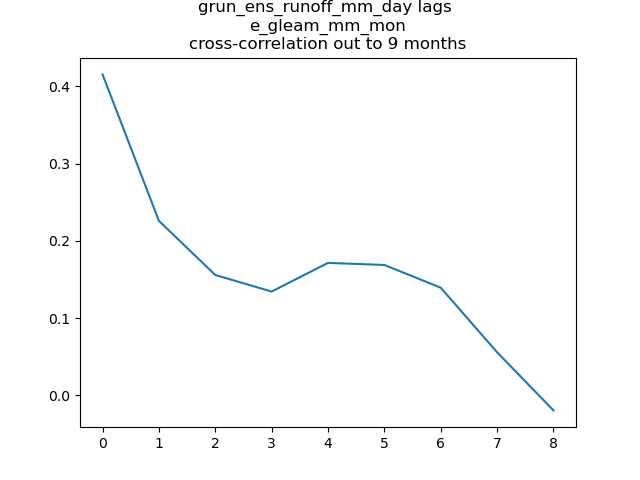 grun_ens_runoff_mm_day lags
e_gleam_mm_mon
cross-correlation out to 9 months
0.4
0.3
0.2
0.1
0.0
0 1 2 3 4 5 6 7 8